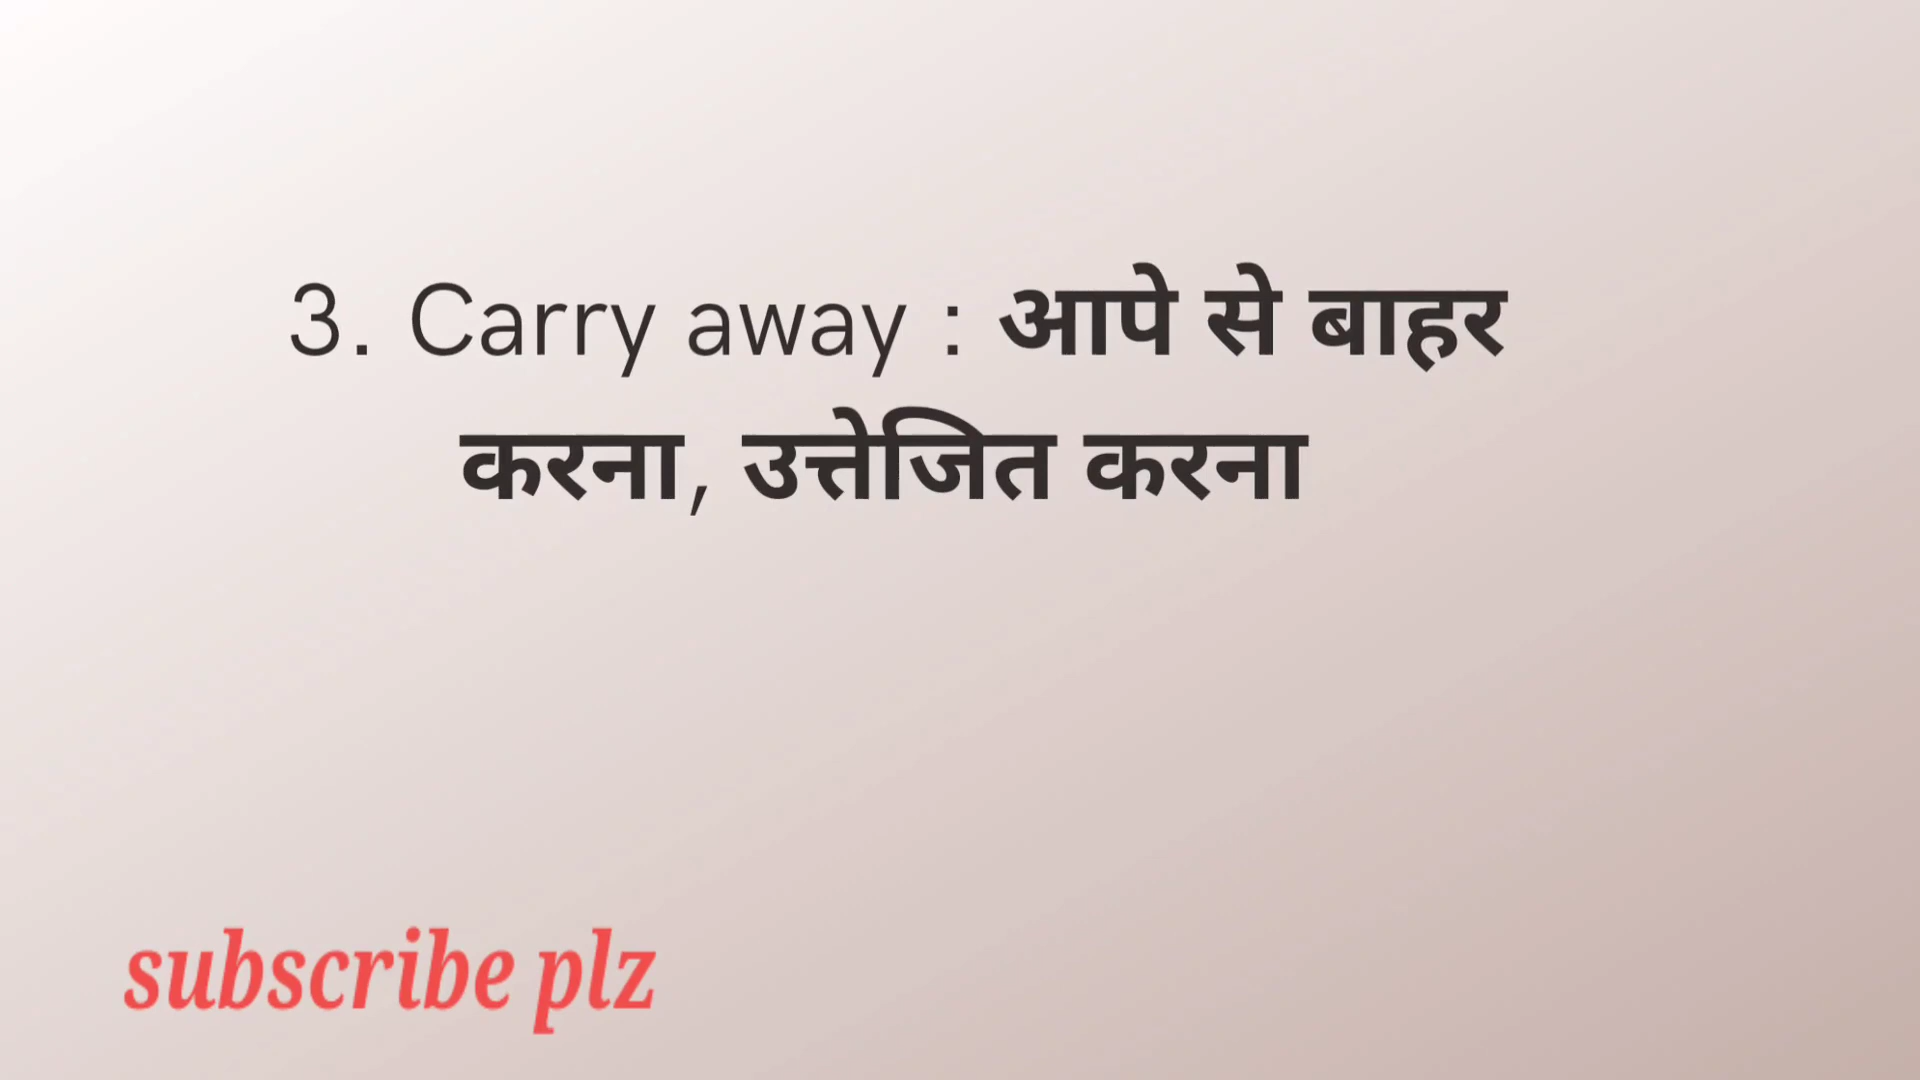 3. Carry away : आपे से बाहर
करना, उत्तेजित करना
subscribe plz